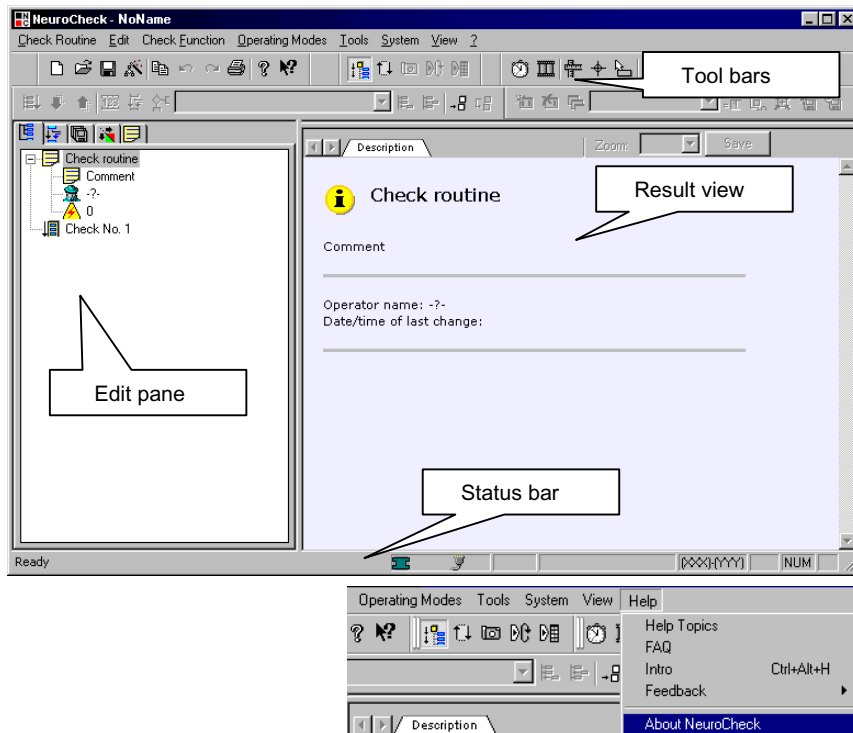 NeuroCheck - NoName
Check Routine Edit Check Function Operating Modes Tools System View ?
Tool bars
Description Zoom: Save
Check routine
Comment
-?-
0
Check No. 1
Check routine
Result view
Comment
Operator name: -?-
Date/time of last change:
Edit pane
Status bar
Ready (XXX)-(YYY) NUM
Operating Modes Tools System View Help
Help Topics
FAQ
Intro Ctrl+Alt+H
Feedback
Description
About NeuroCheck